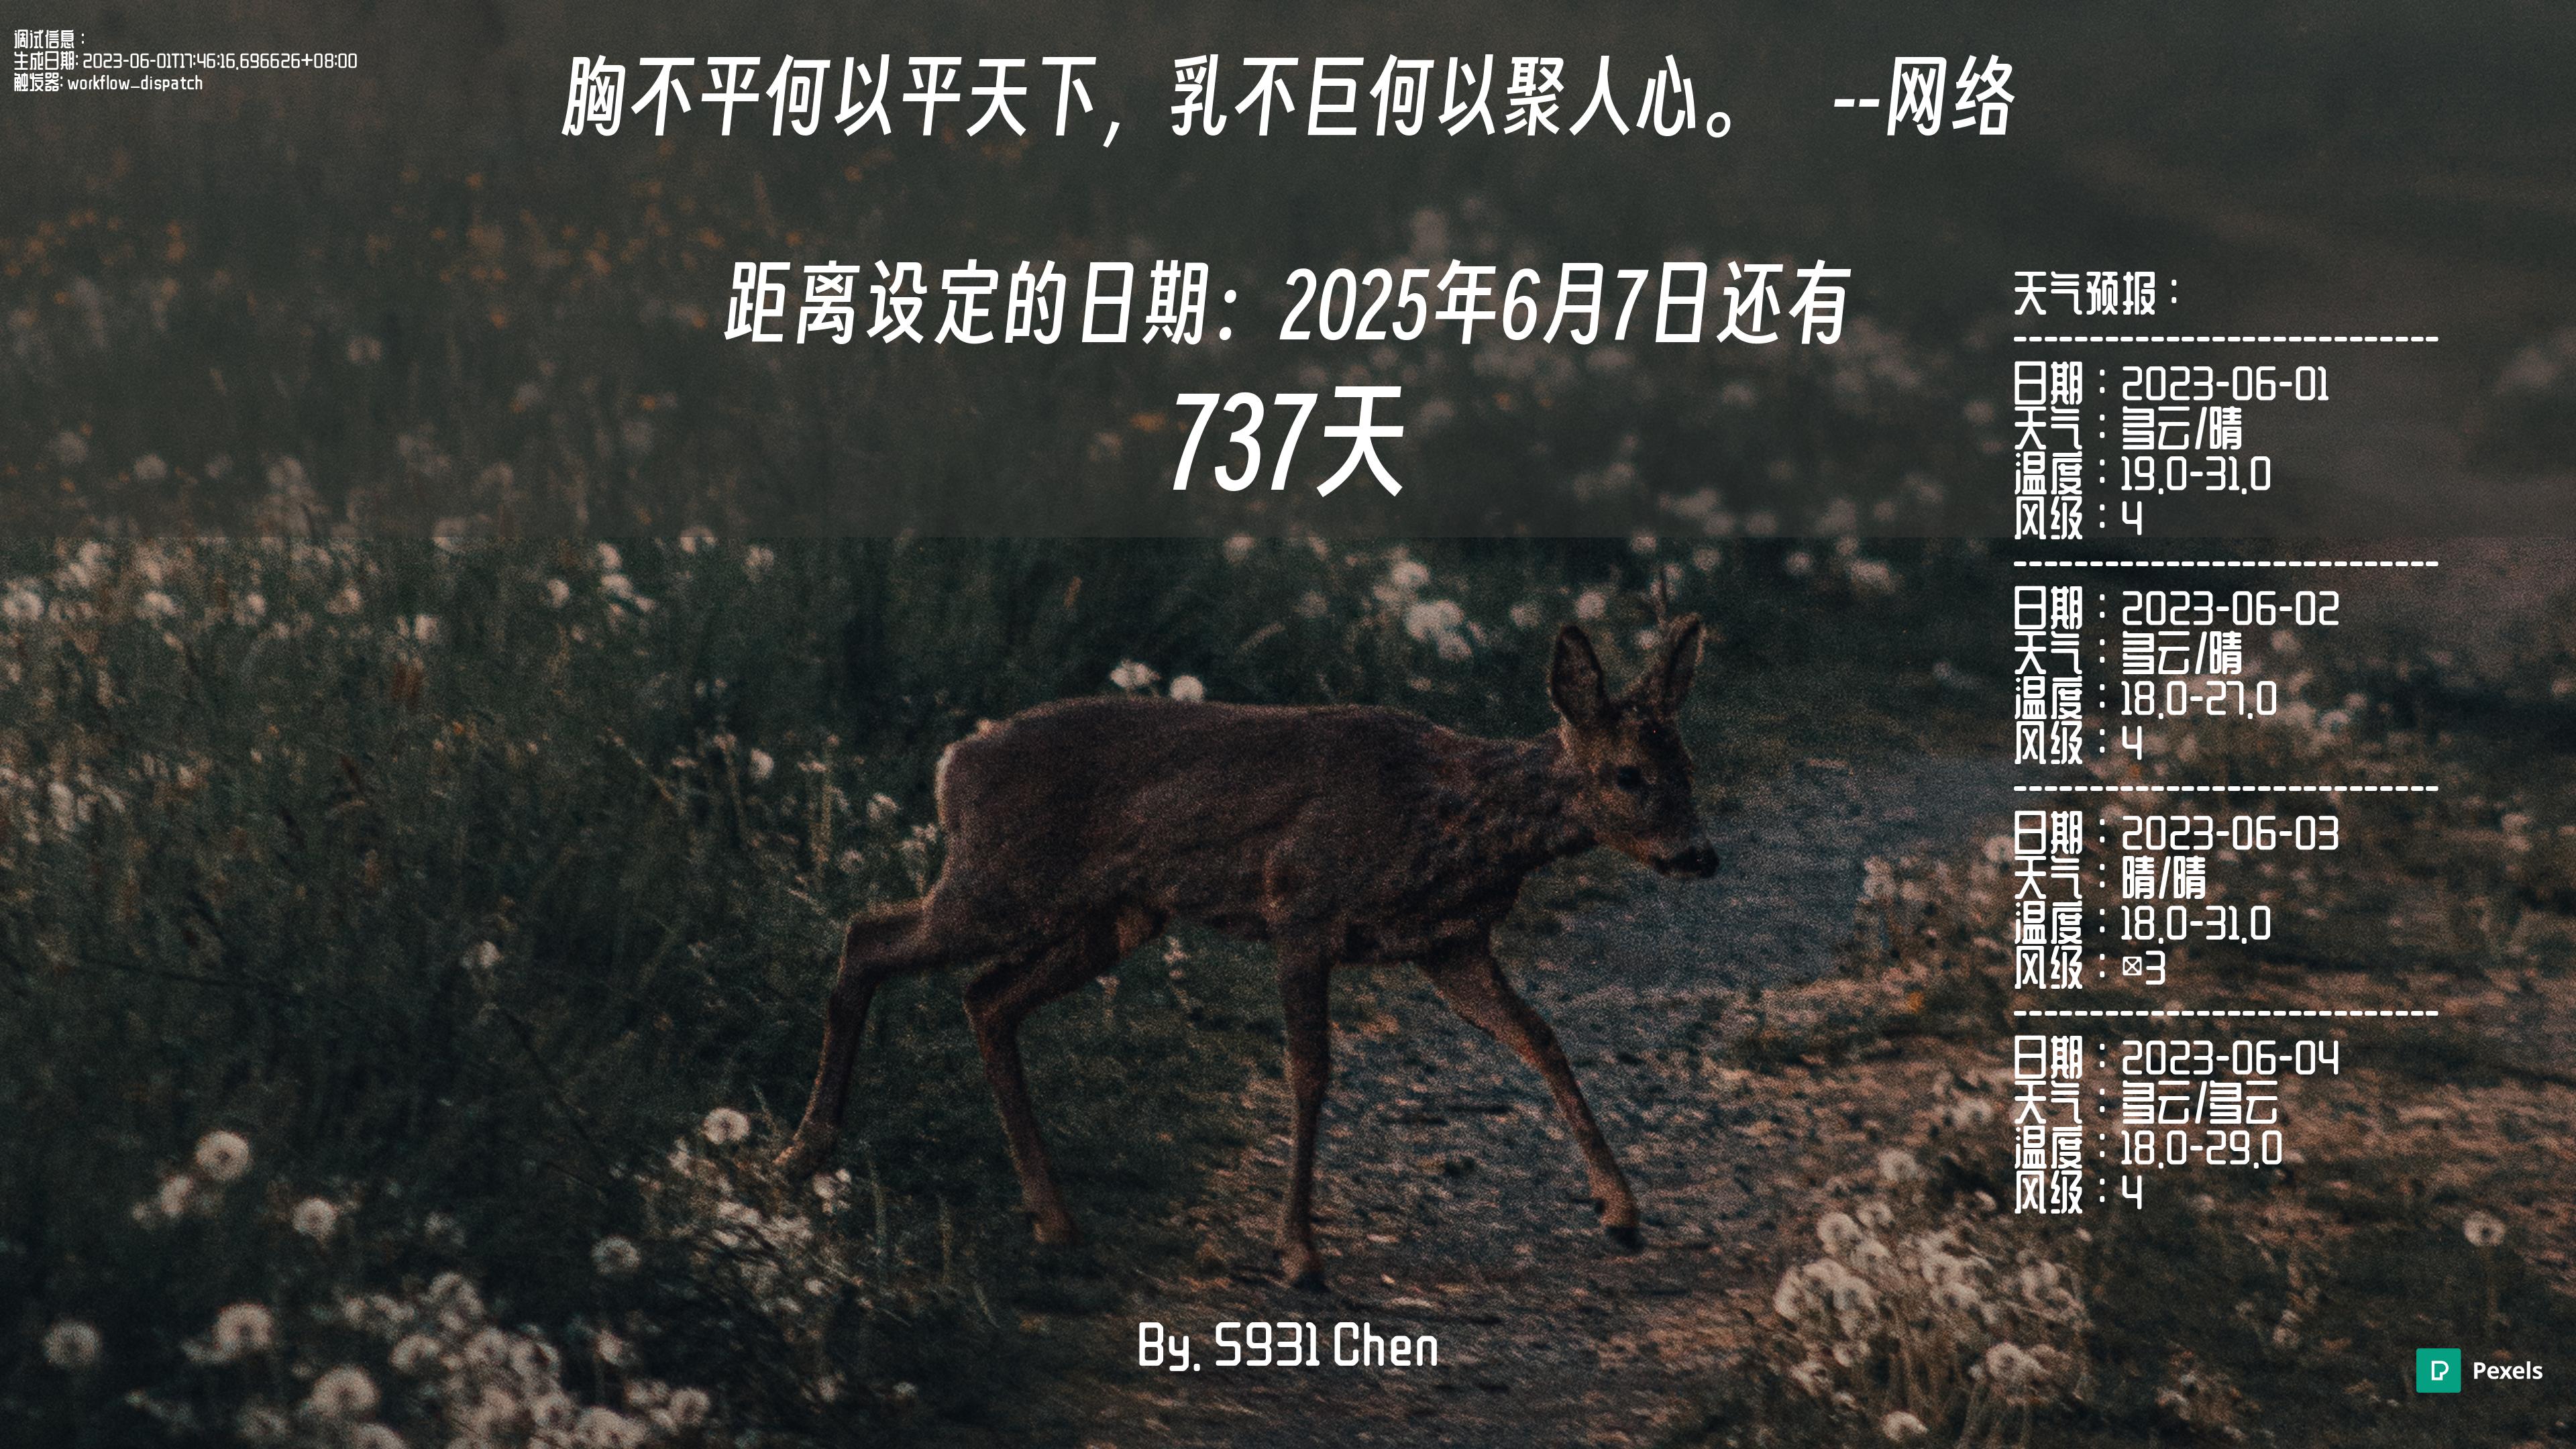 调试信息：
生成日期: 2023-06-01T17:46:16.696626+08:00
触发器: workflow_dispatch
胸不平何以平天下，乳不巨何以聚人心。 --网络
距离设定的日期：2025年6月7日还有
737天
天气预报：
---------------------------
日期：2023-06-01
天气：多云/晴
温度：19.0-31.0
风级：4
---------------------------
日期：2023-06-02
天气：多云/晴
温度：18.0-27.0
风级：4
---------------------------
日期：2023-06-03
天气：晴/晴
温度：18.0-31.0
风级：☒3
---------------------------
日期：2023-06-04
天气：多云/多云
温度：18.0-29.0
风级：4
By. 5931 Chen
Pexels